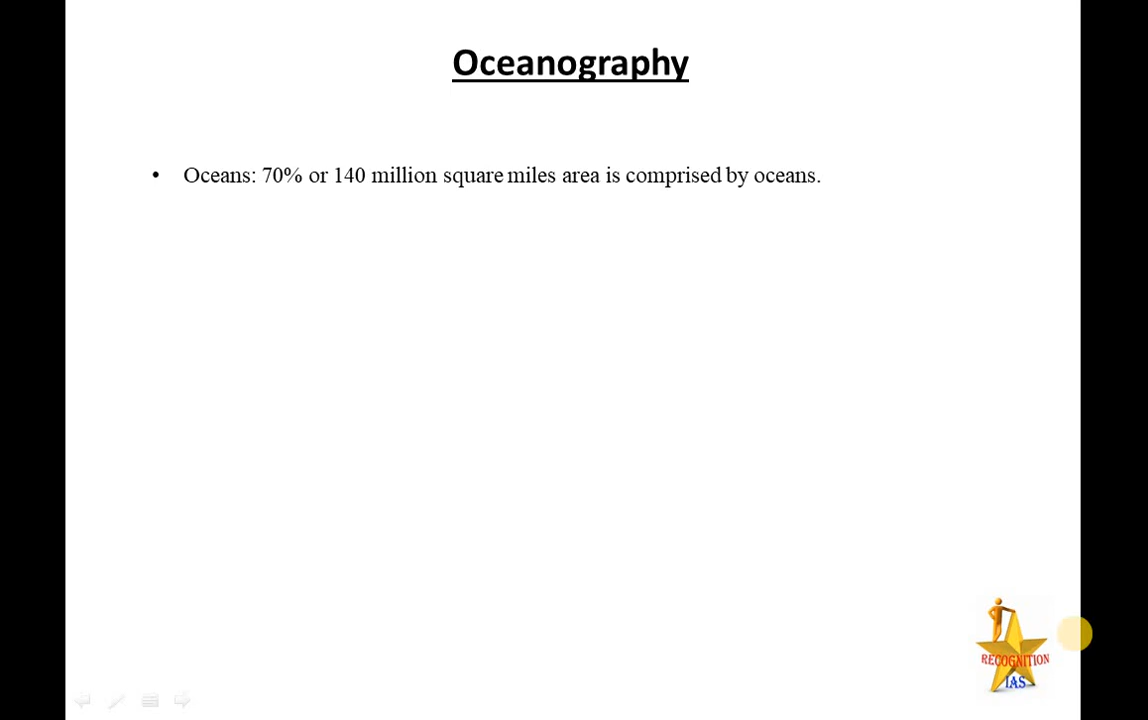 Oceanography
• Oceans: 70% or 140 million square miles area is comprised by oceans.
RECOGNITION
IAS